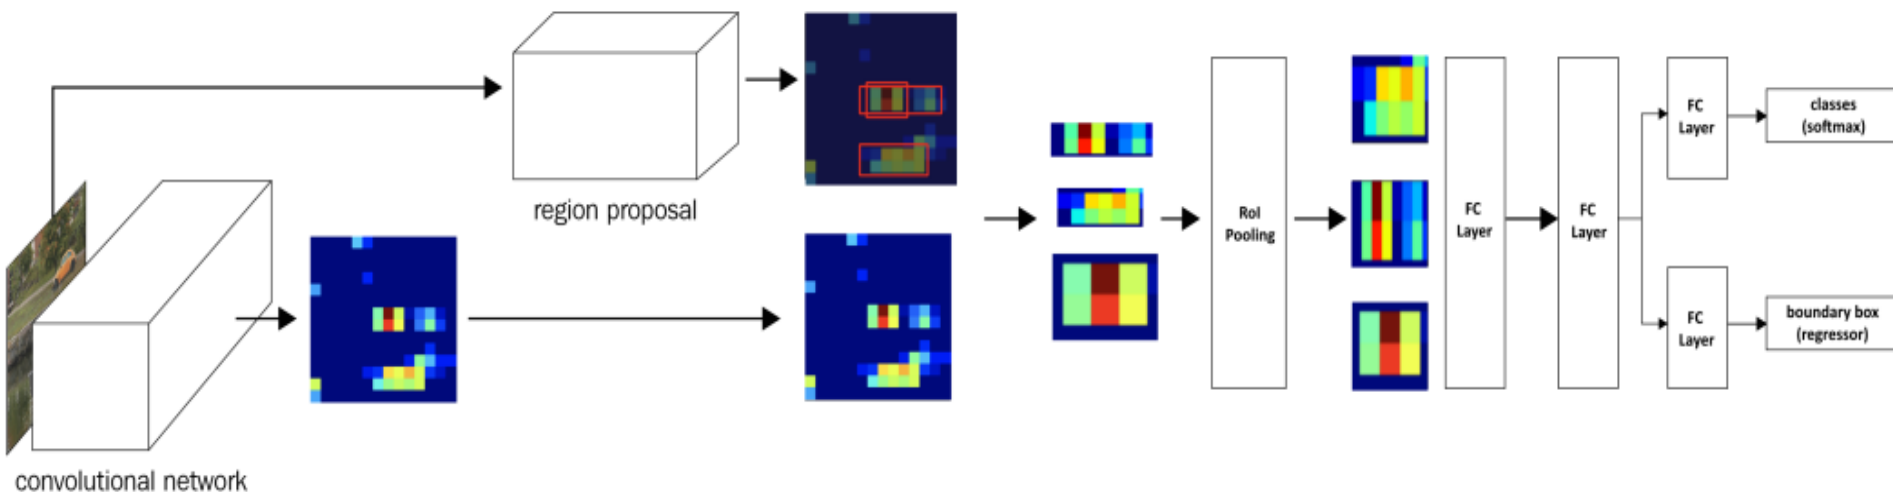 region proposal
convolutional network
RoI
Pooling
FC
Layer
FC
Layer
FC
Layer
classes
(softmax)
FC
Layer
boundary box
(regressor)